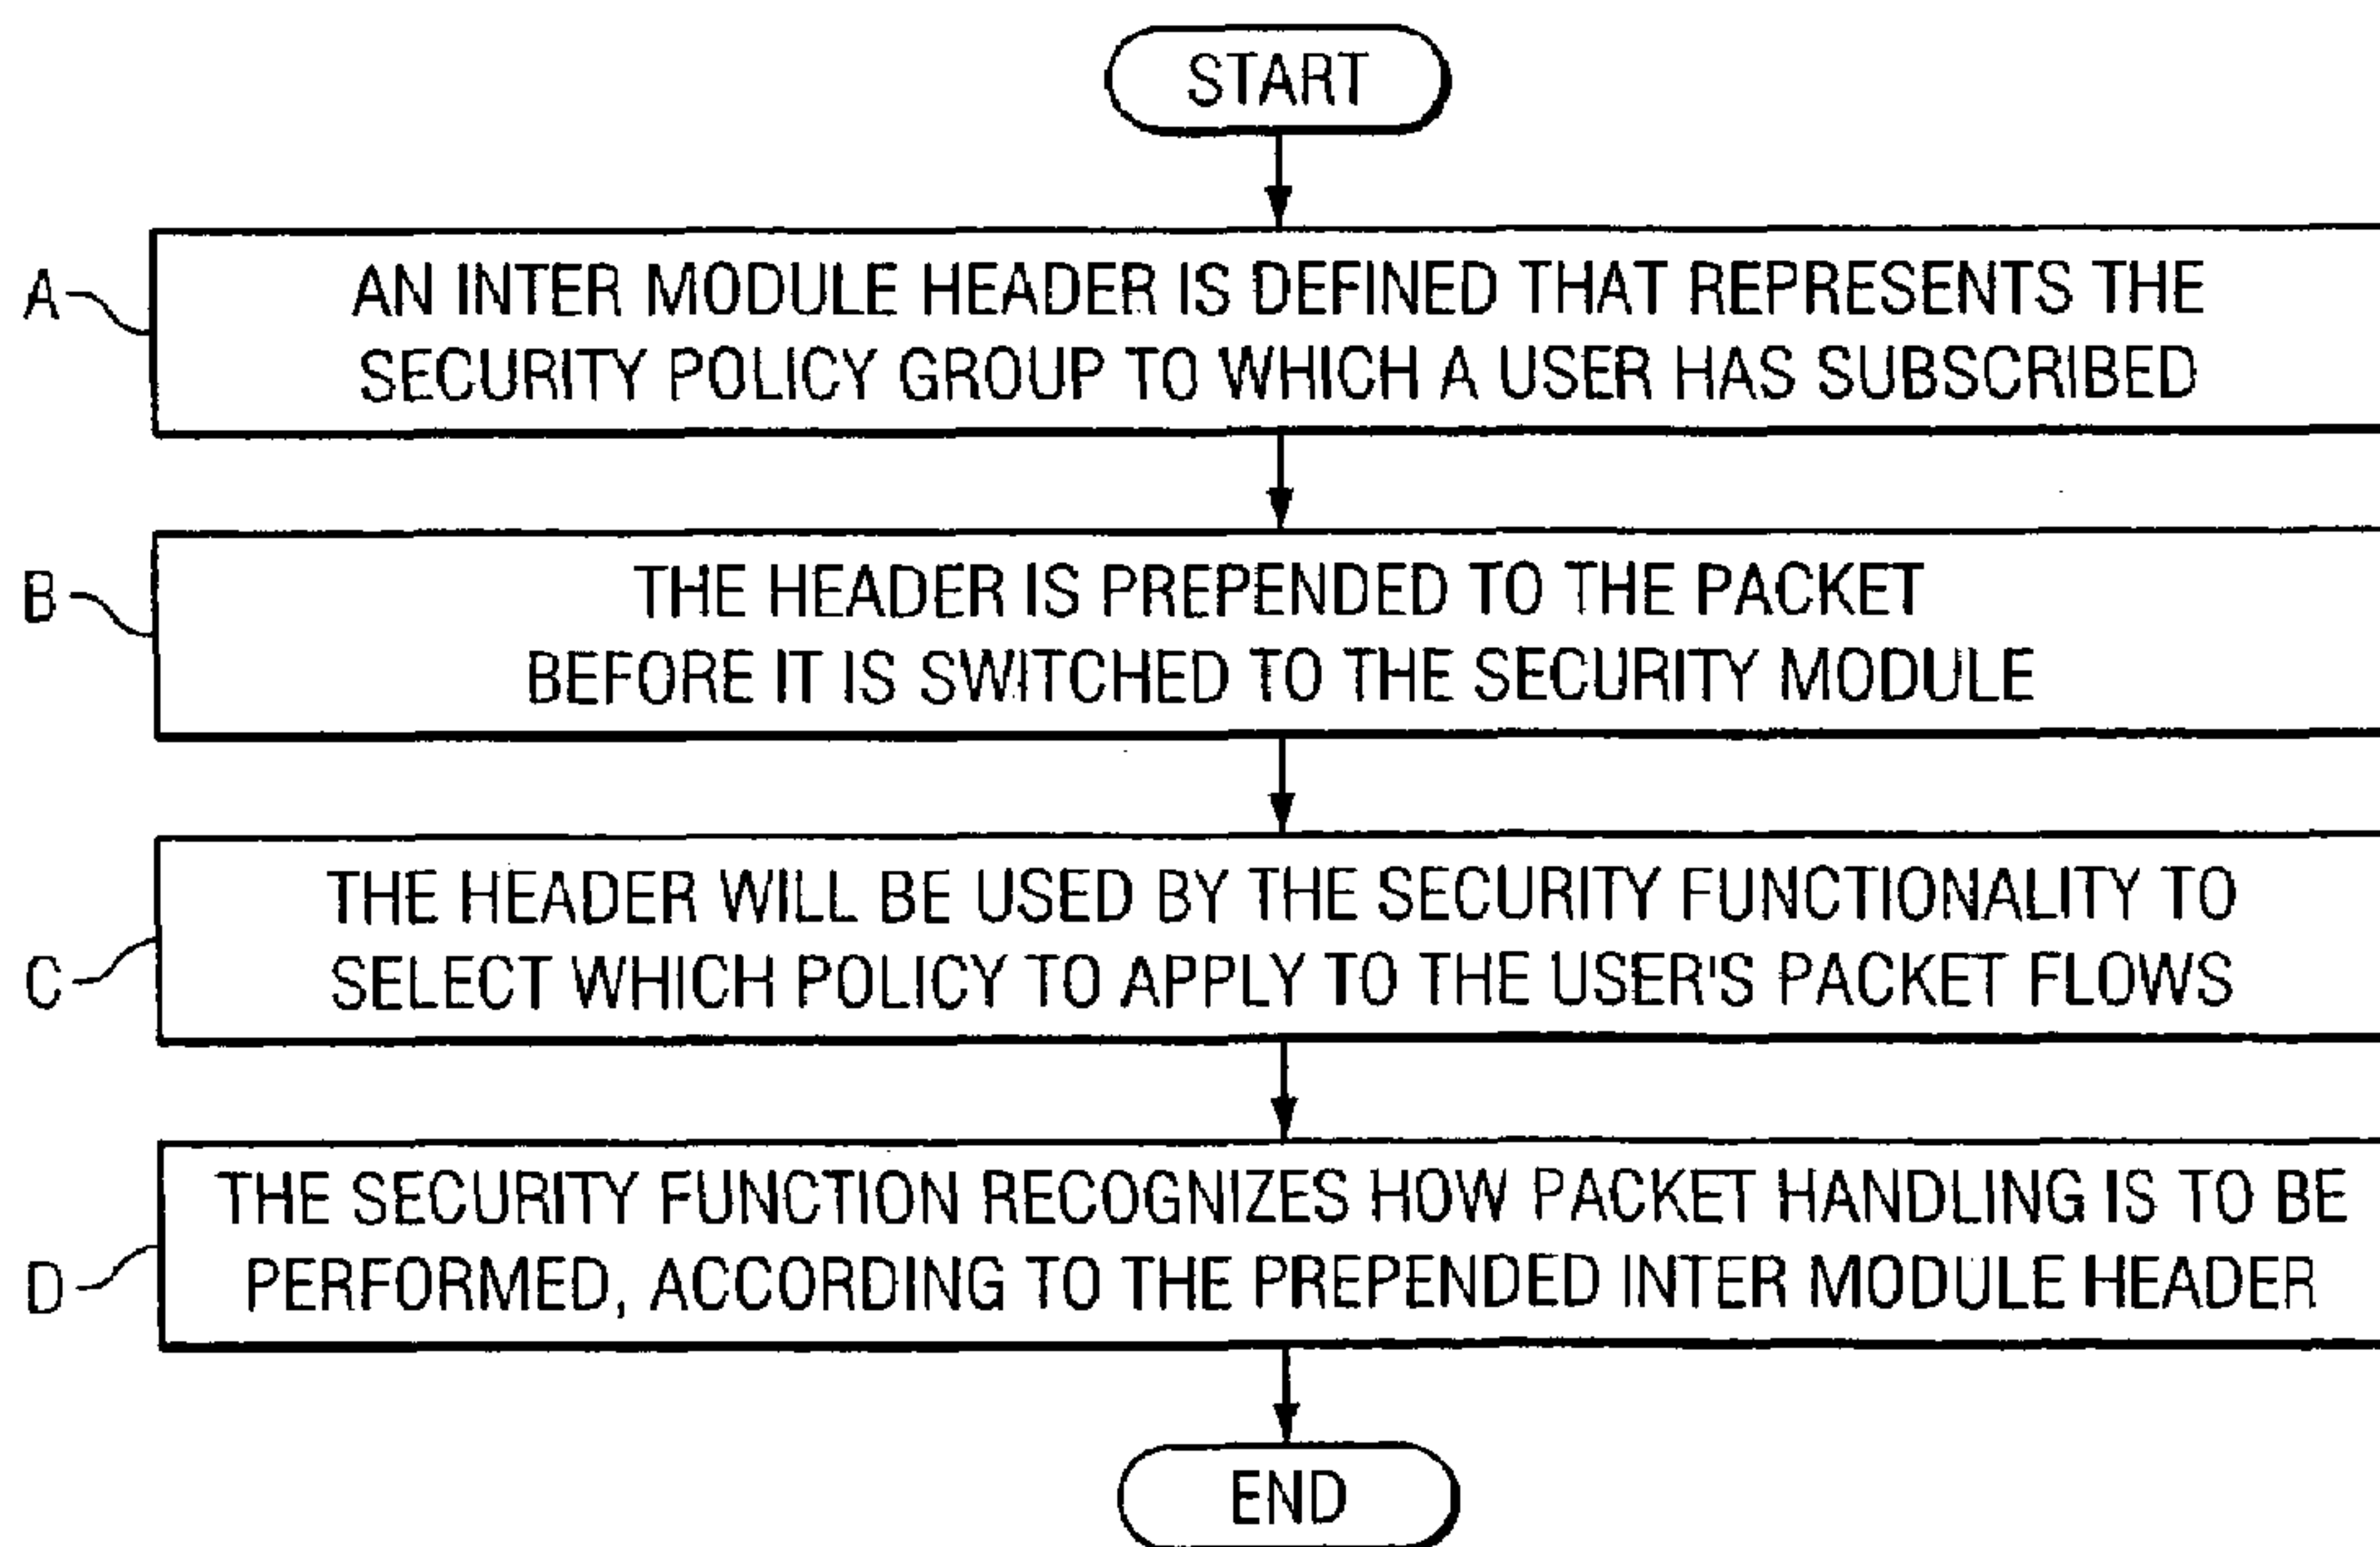 START
A
AN INTER MODULE HEADER IS DEFINED THAT REPRESENTS THE
SECURITY POLICY GROUP TO WHICH A USER HAS SUBSCRIBED
B
THE HEADER IS PREPENDED TO THE PACKET
BEFORE IT IS SWITCHED TO THE SECURITY MODULE
C
THE HEADER WILL BE USED BY THE SECURITY FUNCTIONALITY TO
SELECT WHICH POLICY TO APPLY TO THE USER'S PACKET FLOWS
D
THE SECURITY FUNCTION RECOGNIZES HOW PACKET HANDLING IS TO BE
PERFORMED, ACCORDING TO THE PREPENDED INTER MODULE HEADER
END